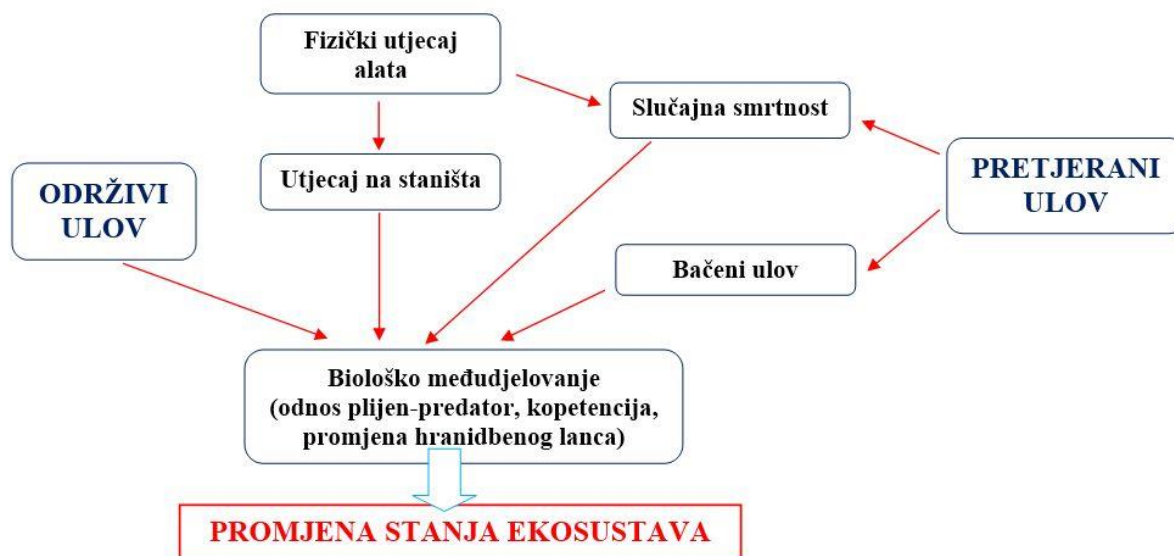 Fizički utjecaj
alata
Slučajna smrtnost
Utjecaj na staništa
ODRŽIVI
ULOV
PRETJERANI
ULOV
Bačeni ulov
Biološko međudjelovanje
(odnos plijen-predator, kopetencija,
promjena hranidbenog lanca)
PROMJENA STANJA EKOSUSTAVA